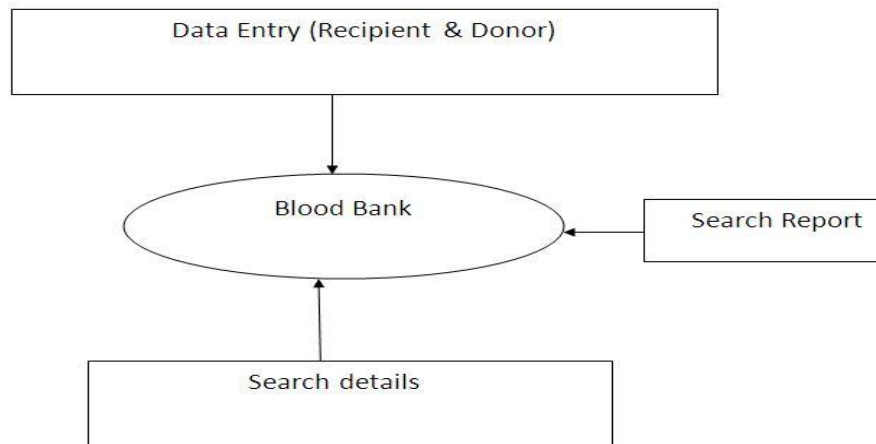 Data Entry (Recipient & Donor)
Blood Bank
Search Report
Search details